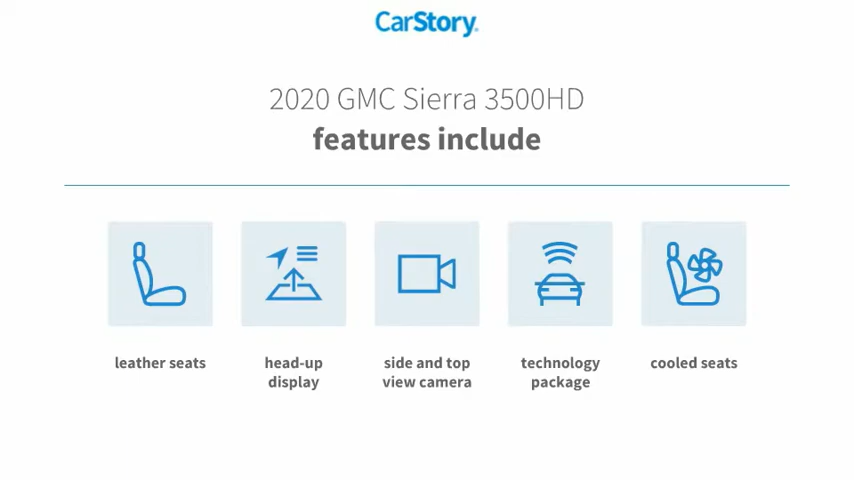 CarStory
2020 GMC Sierra 3500HD
features include
leather seats
head-up
display
side and top
view camera
technology
package
cooled seats